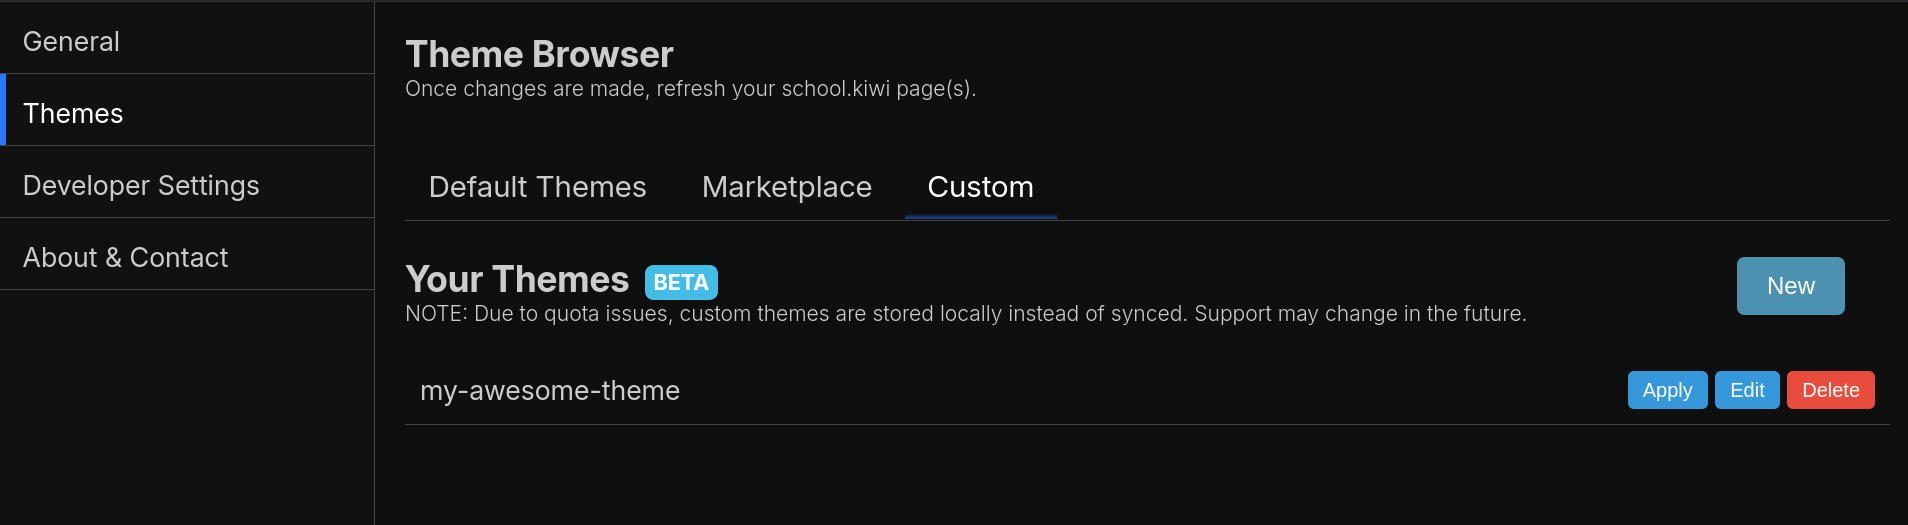 General
Themes
Developer Settings
About & Contact
Theme Browser
Once changes are made, refresh your school.kiwi page(s).
Default Themes Marketplace Custom
Your Themes BETA
New
NOTE: Due to quota issues, custom themes are stored locally instead of synced. Support may change in the future.
my-awesome-theme Apply Edit Delete